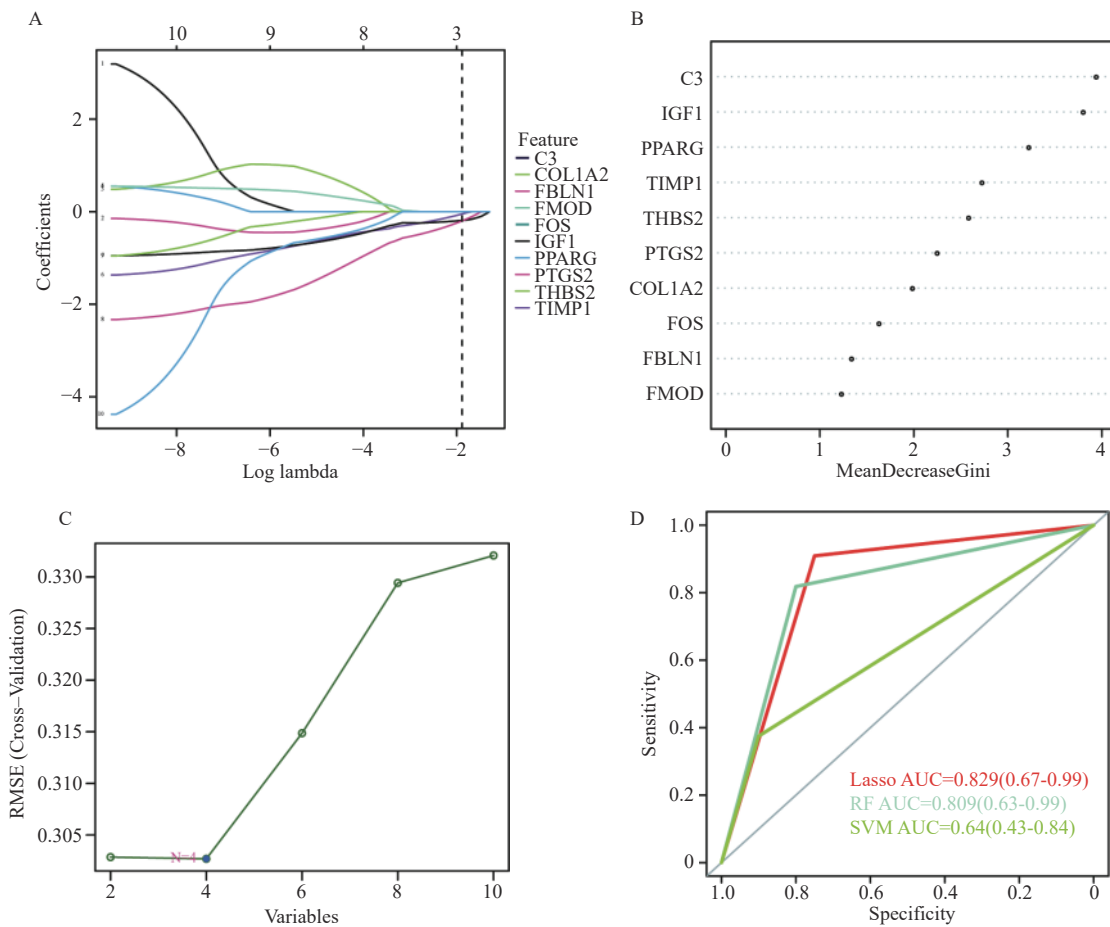 A
10 9 8 3
2
0
−2
−4
Coefficients
−8 −6 −4 −2
Log lambda
Feature
C3
COL1A2
FBLN1
FMOD
FOS
IGF1
PPARG
PTGS2
THBS2
TIMP1
B
C3
IGF1
PPARG
TIMP1
THBS2
PTGS2
COL1A2
FOS
FBLN1
FMOD
0 1 2 3 4
MeanDecreaseGini
C
0.330
0.325
0.320
0.315
0.310
0.305
RMSE (Cross−Validation)
N=4
2 4 6 8 10
Variables
D
1.0
0.8
0.6
0.4
0.2
0
Sensitivity
Lasso AUC=0.829(0.67-0.99)
RF AUC=0.809(0.63-0.99)
SVM AUC=0.64(0.43-0.84)
1.0 0.8 0.6 0.4 0.2 0
Specificity